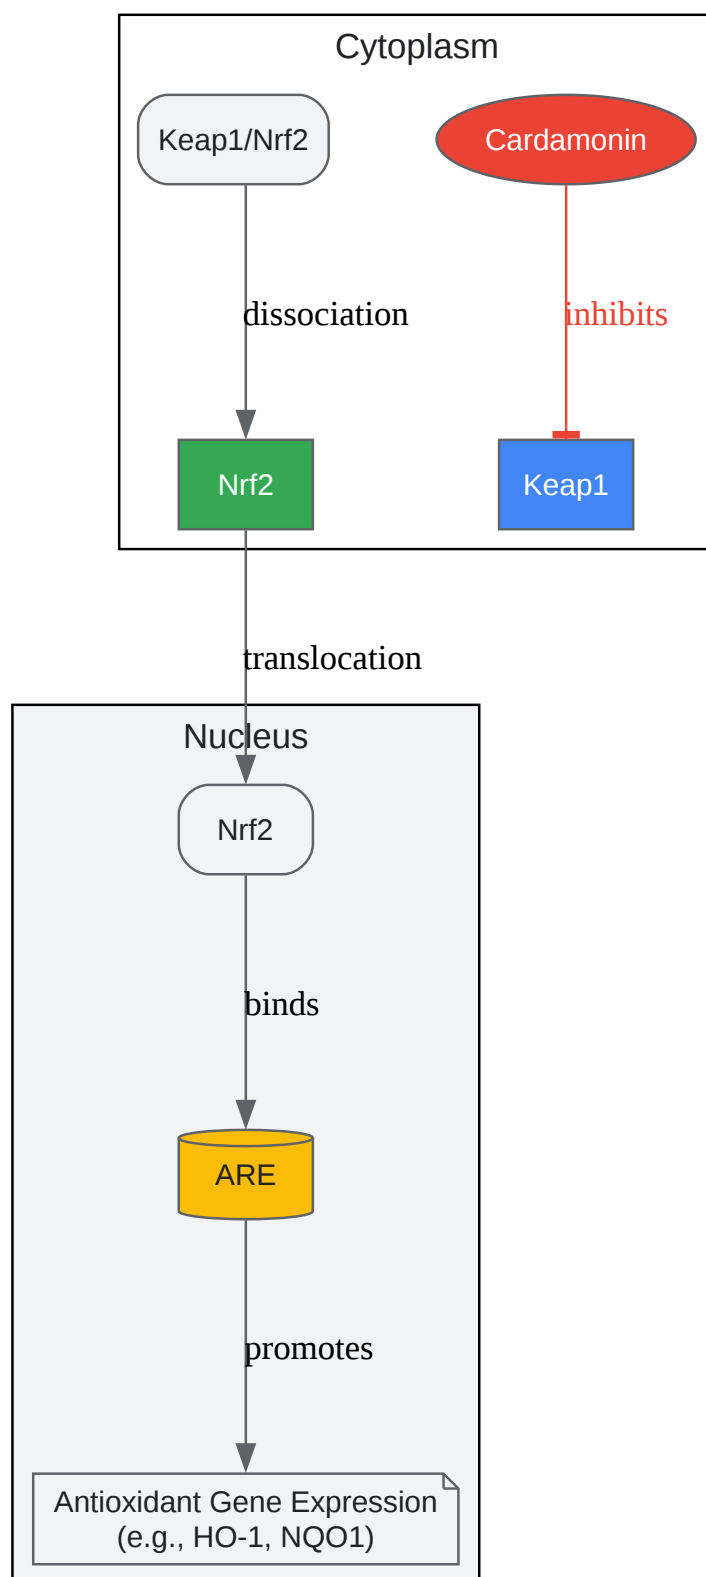 Cytoplasm
Keap1/Nrf2
Cardamonin
dissociation
inhibits
Nrf2
Keap1
translocation
Nucleus
Nrf2
binds
ARE
promotes
Antioxidant Gene Expression
(e.g., HO-1, NQO1)